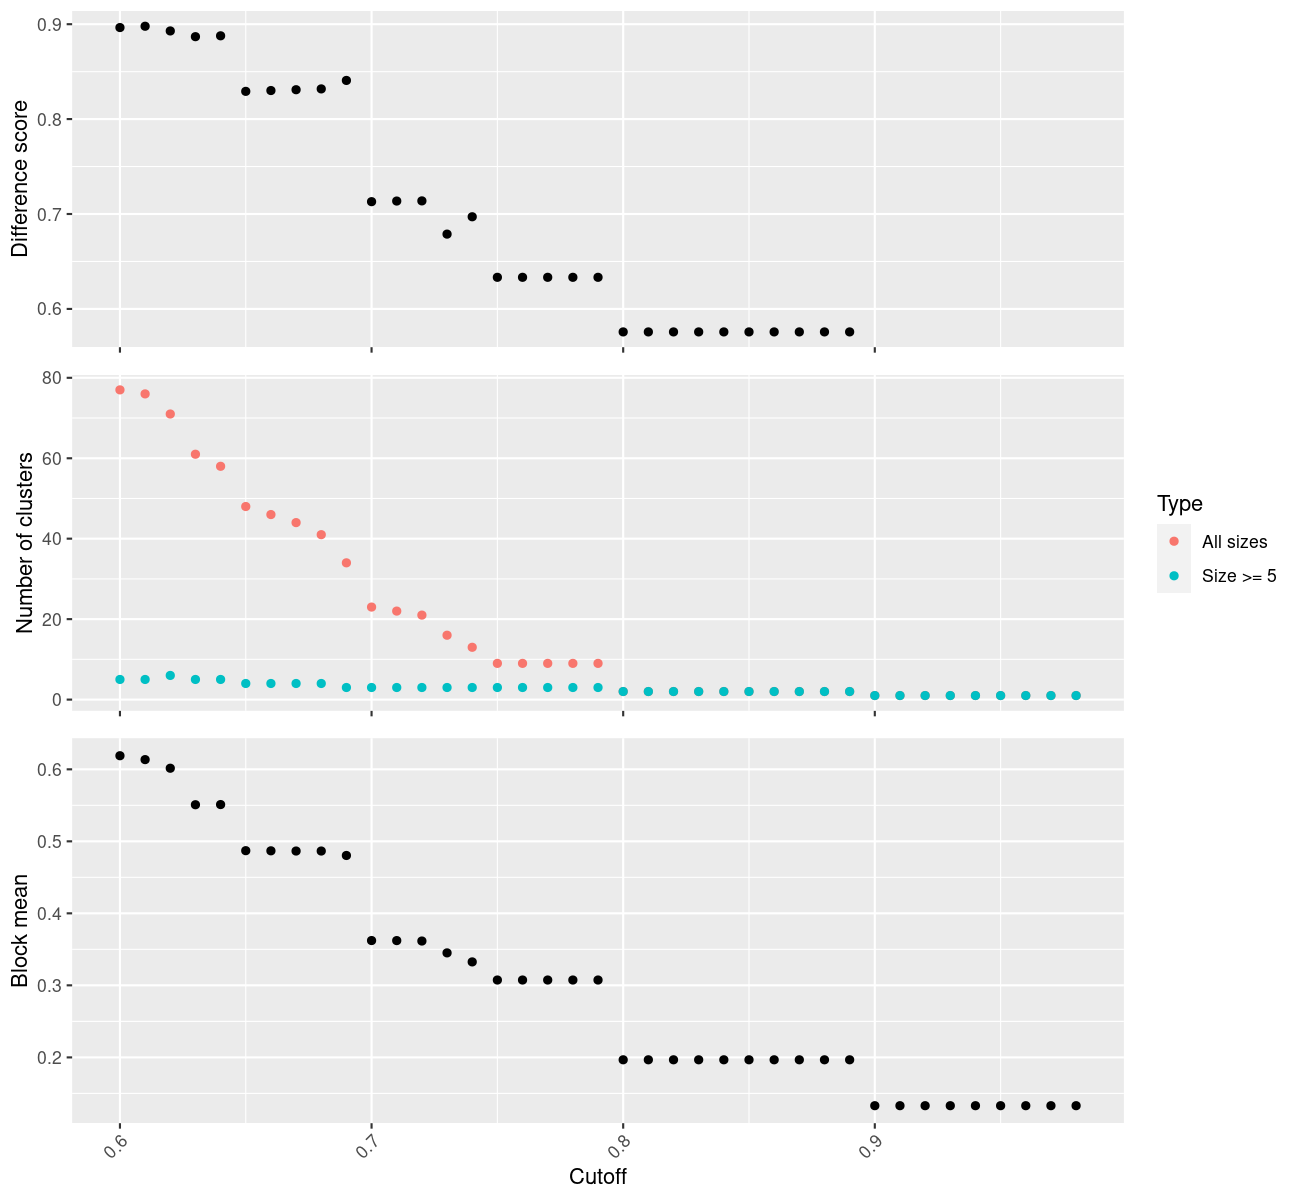 Difference score
0.9
0.8
0.7
0.6
Number of clusters
80
60
40
20
0
Type
All sizes
Size >= 5
Block mean
0.6
0.5
0.4
0.3
0.2
0.6
0.7
0.8
0.9
Cutoff